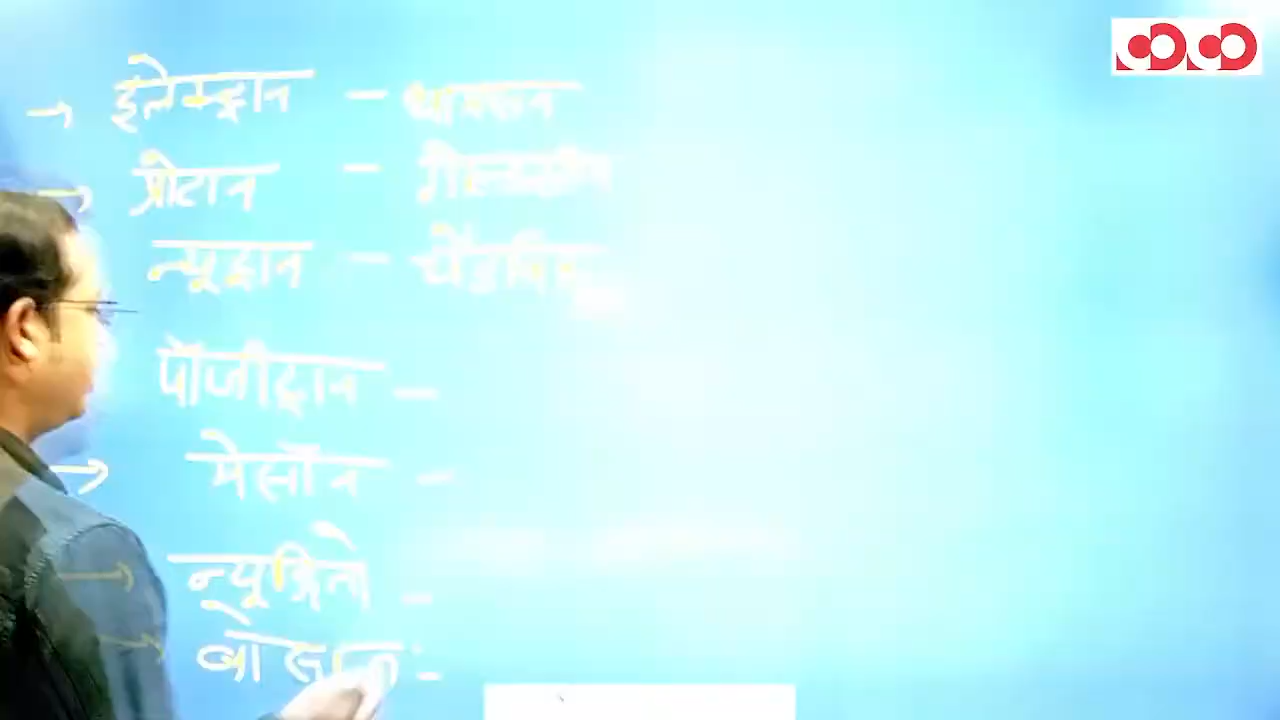 → इलेक्ट्रान - थामसन
→ प्रोटान - गोल्डस्टीन
न्यूट्रान - चैडविक
पॉजीट्रान -
→ मेसॉन -
→ न्यूट्रिनो -
→ बोसान :-